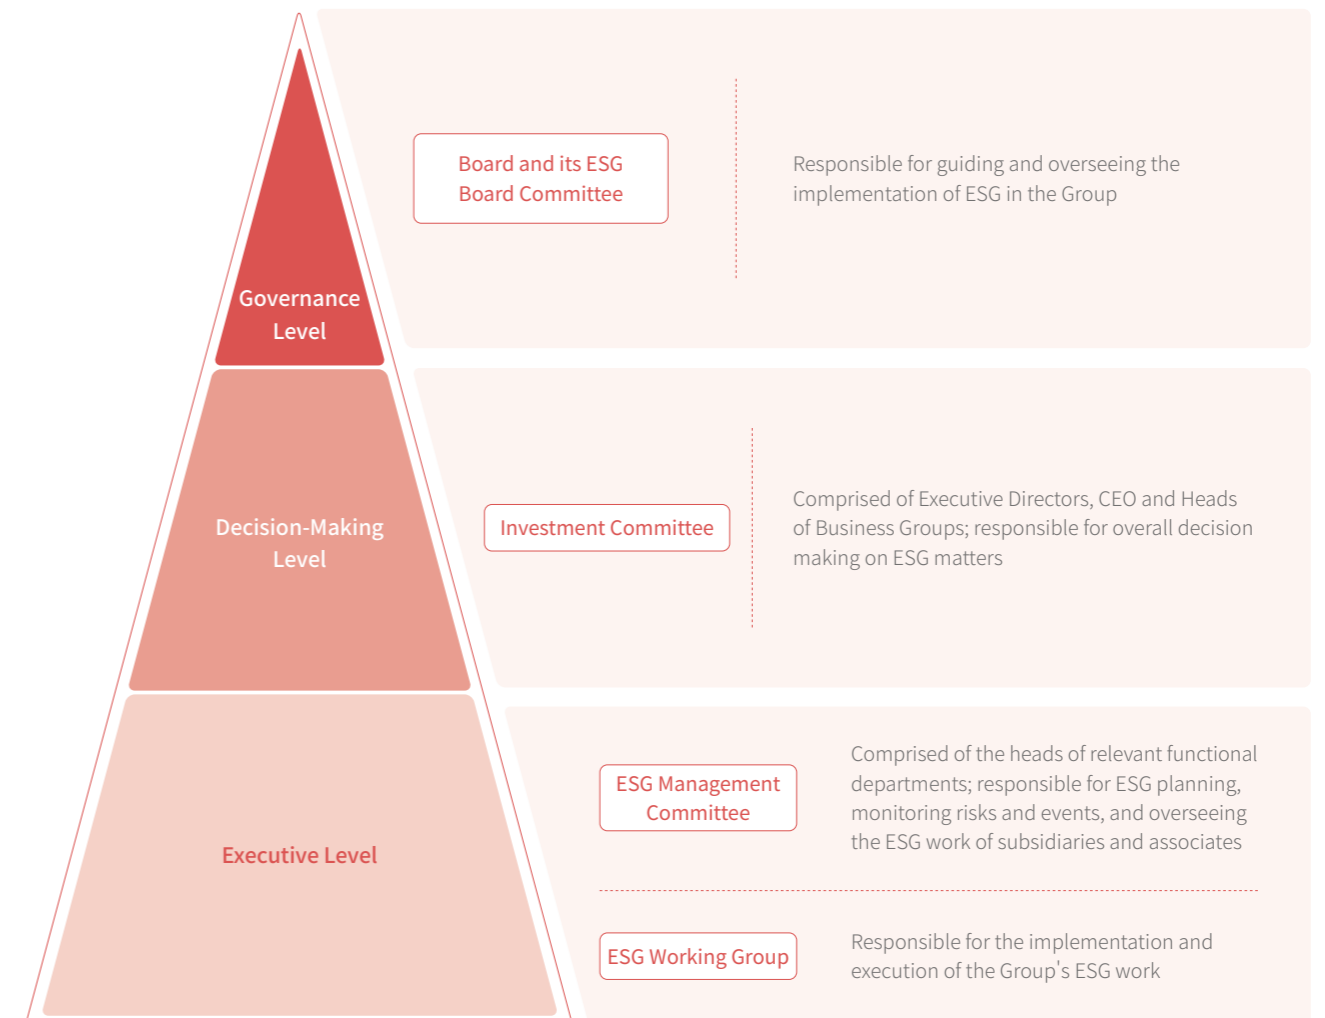 Governance
Level
Board and its ESG
Board Committee
Responsible for guiding and overseeing the
implementation of ESG in the Group
Decision-Making
Level
Investment Committee
Comprised of Executive Directors, CEO and Heads
of Business Groups; responsible for overall decision
making on ESG matters
Executive Level
ESG Management
Committee
Comprised of the heads of relevant functional
departments; responsible for ESG planning,
monitoring risks and events, and overseeing
the ESG work of subsidiaries and associates
ESG Working Group
Responsible for the implementation and
execution of the Group's ESG work